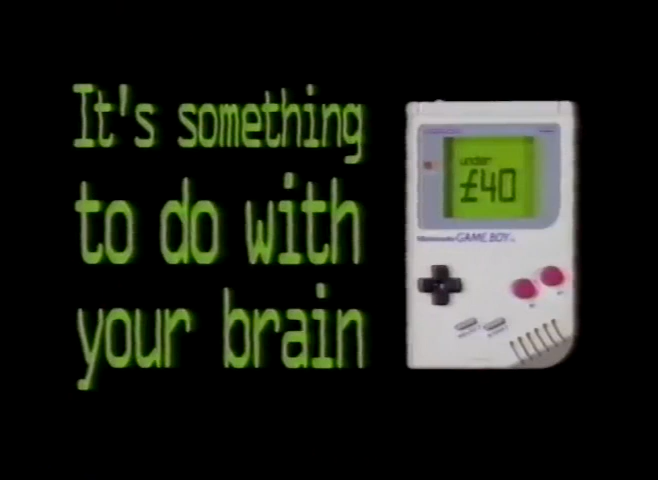 It's something
to do with
your brain
under
£40
Nintendo GAME BOY